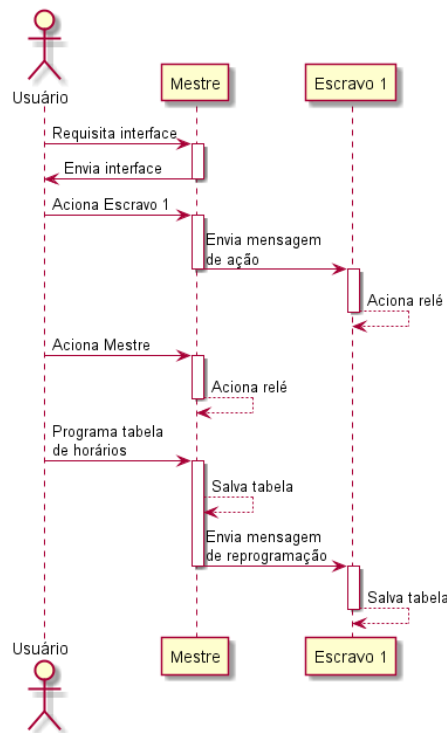 Usuário
Mestre
Escravo 1
Requisita interface
Envia interface
Aciona Escravo 1
Envia mensagem
de ação
Aciona relé
Aciona Mestre
Aciona relé
Programa tabela
de horários
Salva tabela
Envia mensagem
de reprogramação
Salva tabela
Usuário
Mestre
Escravo 1